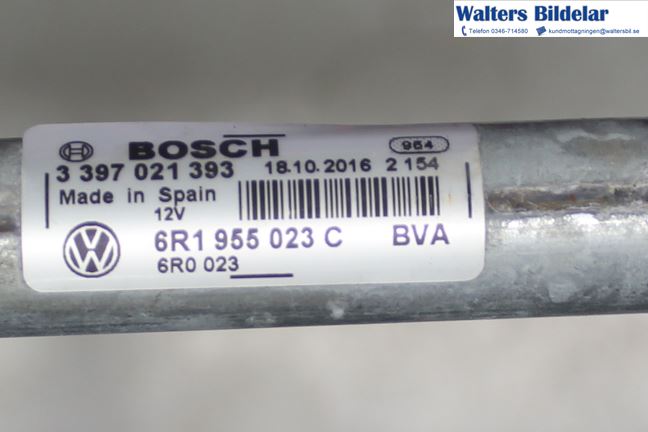 Walters Bildelar
Telefon 0346-714580 kundmottagningen@waltersbil.se
BOSCH 964
3 397 021 393 18.10.2016 2 154
Made in Spain
12V
6R1 955 023 C BVA
6R0 023